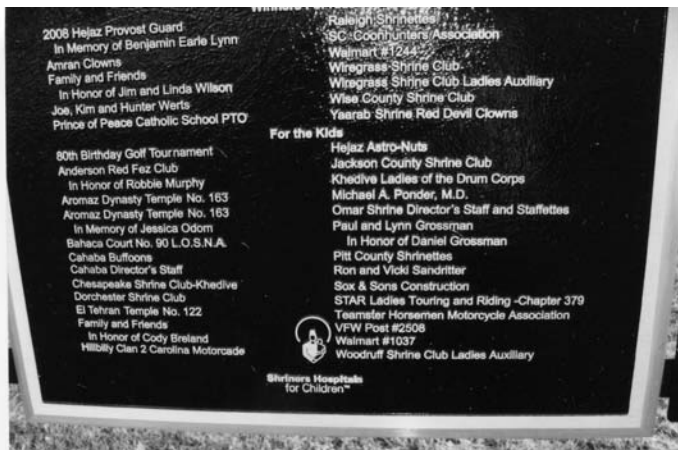 2008 Hejaz Provost Guard
In Memory of Benjamin Earle Lynn
Amran Clowns
Family and Friends
In Honor of Jim and Linda Wilson
Joe, Kim and Hunter Werts
Prince of Peace Catholic School PTO
Raleigh Shrinettes
SC Coonhunters Association
Walmart #1244
Wiregrass Shrine Club
Wiregrass Shrine Club Ladies Auxiliary
Wise County Shrine Club
Yaarab Shrine Red Devil Clowns
For the Kids
80th Birthday Golf Tournament
Anderson Red Fez Club
In Honor of Robbie Murphy
Aromaz Dynasty Temple No. 163
Aromaz Dynasty Temple No. 163
In Memory of Jessica Odom
Bahaca Court No. 90 L.O.S.N.A.
Cahaba Buffoons
Cahaba Director's Staff
Chesapeake Shrine Club-Khedive
Dorchester Shrine Club
El Tehran Temple No. 122
Family and Friends
In Honor of Cody Breland
Hillbilly Clan 2 Carolina Motorcade
Hejaz Astro-Nuts
Jackson County Shrine Club
Khedive Ladies of the Drum Corps
Michael A. Ponder, M.D.
Omar Shrine Director's Staff and Staffettes
Paul and Lynn Grossman
In Honor of Daniel Grossman
Pitt County Shrinettes
Ron and Vicki Sandritter
Sox & Sons Construction
STAR Ladies Touring and Riding -Chapter 379
Teamster Horsemen Motorcycle Association
VFW Post #2508
Walmart #1037
Woodruff Shrine Club Ladies Auxiliary
Shriners Hospitals
for Children™